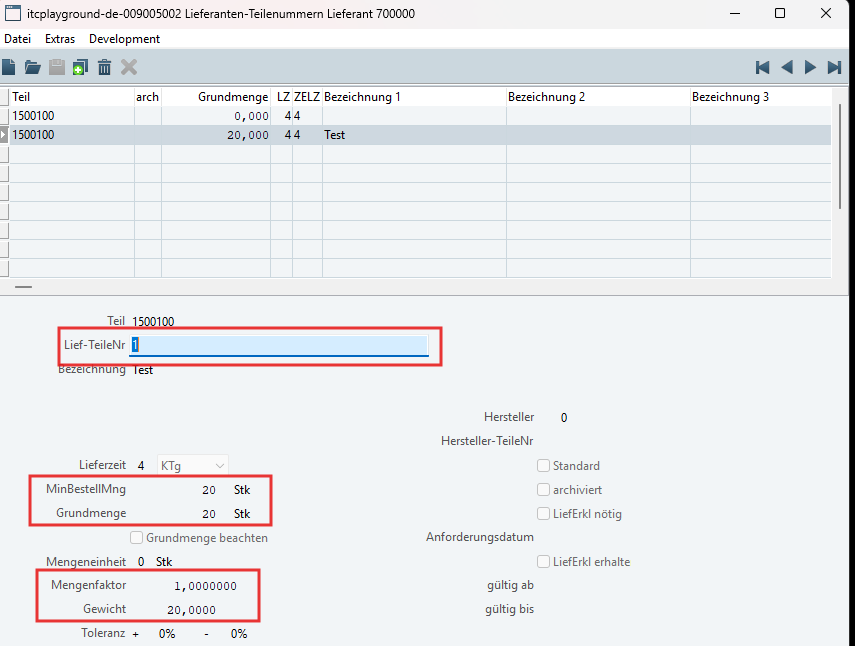 itcplayground-de-009005002 Lieferanten-Teilenummern Lieferant 700000
Datei Extras Development
Teil arch Grundmenge LZ ZELZ Bezeichnung 1 Bezeichnung 2 Bezeichnung 3
1500100 0,000 4 4
1500100 20,000 4 4 Test
Teil 1500100
Lief-TeileNr 1
Bezeichnung Test
Hersteller 0
Hersteller-TeileNr
Lieferzeit 4 KTg Standard
MinBestellMng 20 Stk archiviert
Grundmenge 20 Stk LiefErkl nötig
Grundmenge beachten Anforderungsdatum
Mengeneinheit 0 Stk LiefErkl erhalte
Mengenfaktor 1,0000000 gültig ab
Gewicht 20,0000 gültig bis
Toleranz + 0% - 0%